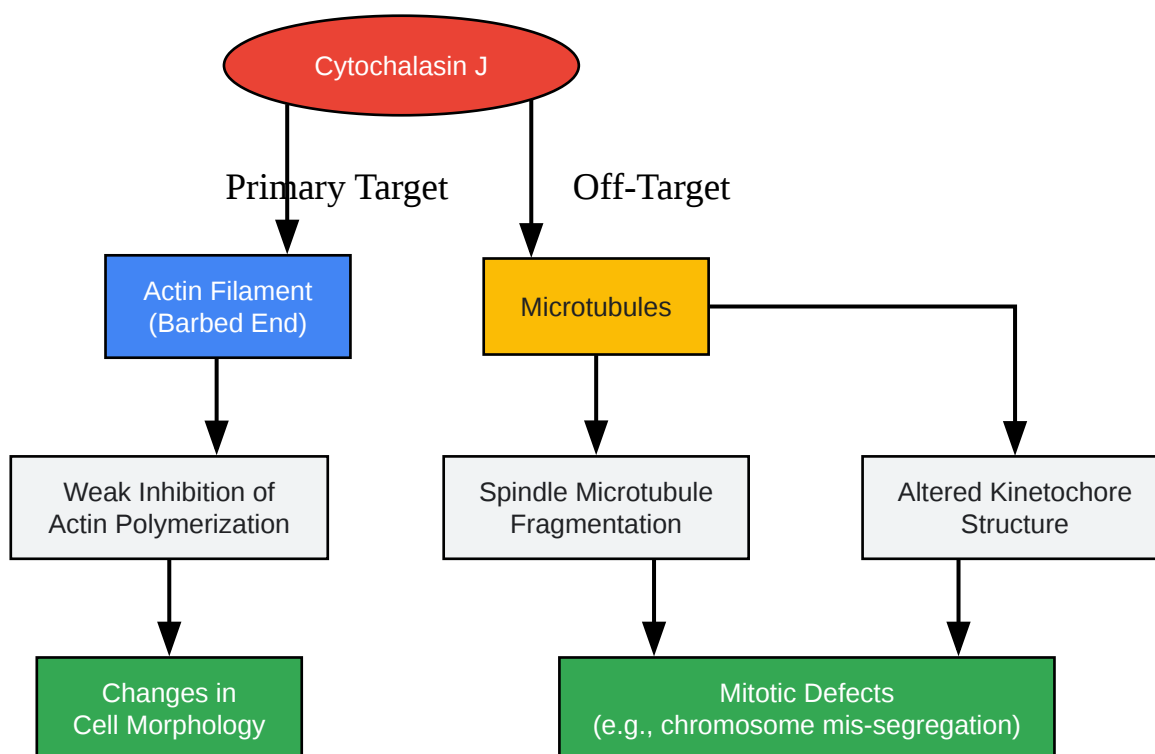 Cytochalasin J
Primary Target
Off-Target
Actin Filament
(Barbed End)
Microtubules
Weak Inhibition of
Actin Polymerization
Spindle Microtubule
Fragmentation
Altered Kinetochore
Structure
Changes in
Cell Morphology
Mitotic Defects
(e.g., chromosome mis-segregation)